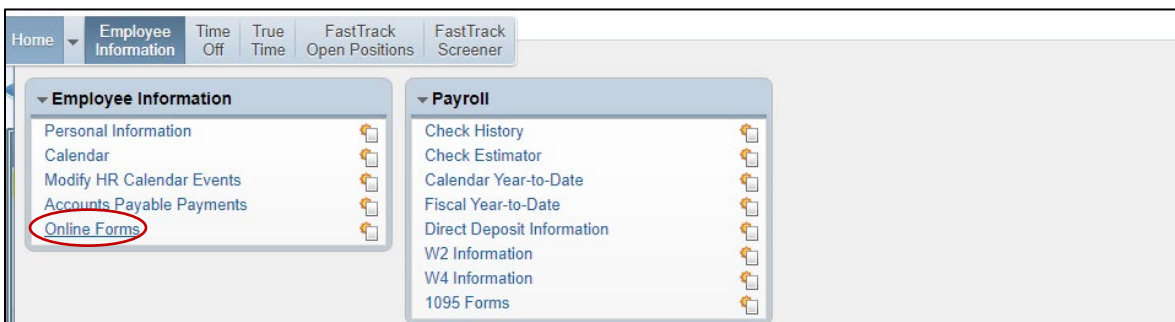 Home
Employee Information
Time Off
True Time
FastTrack Open Positions
FastTrack Screener
Employee Information
Personal Information
Calendar
Modify HR Calendar Events
Accounts Payable Payments
Online Forms
Payroll
Check History
Check Estimator
Calendar Year-to-Date
Fiscal Year-to-Date
Direct Deposit Information
W2 Information
W4 Information
1095 Forms